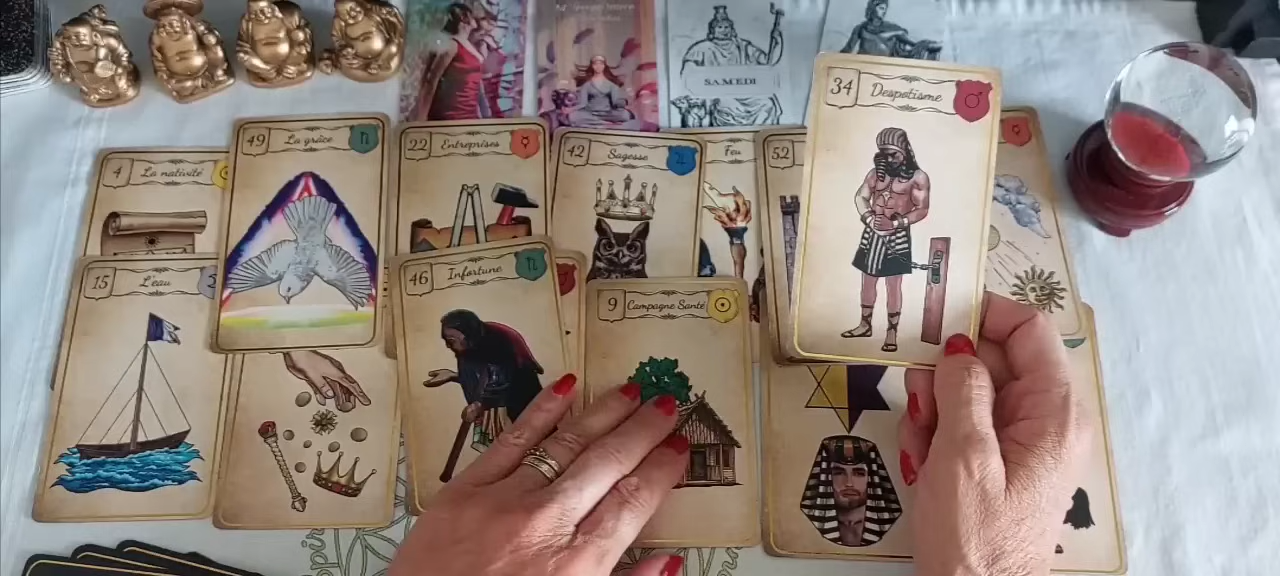 SAMEDI
34 Despotisme
49 La grâce
22 Entreprises
42 Sagesse
Feu
52
4 La nativité
15 L'eau
46 Infortune
9 Campagne Santé